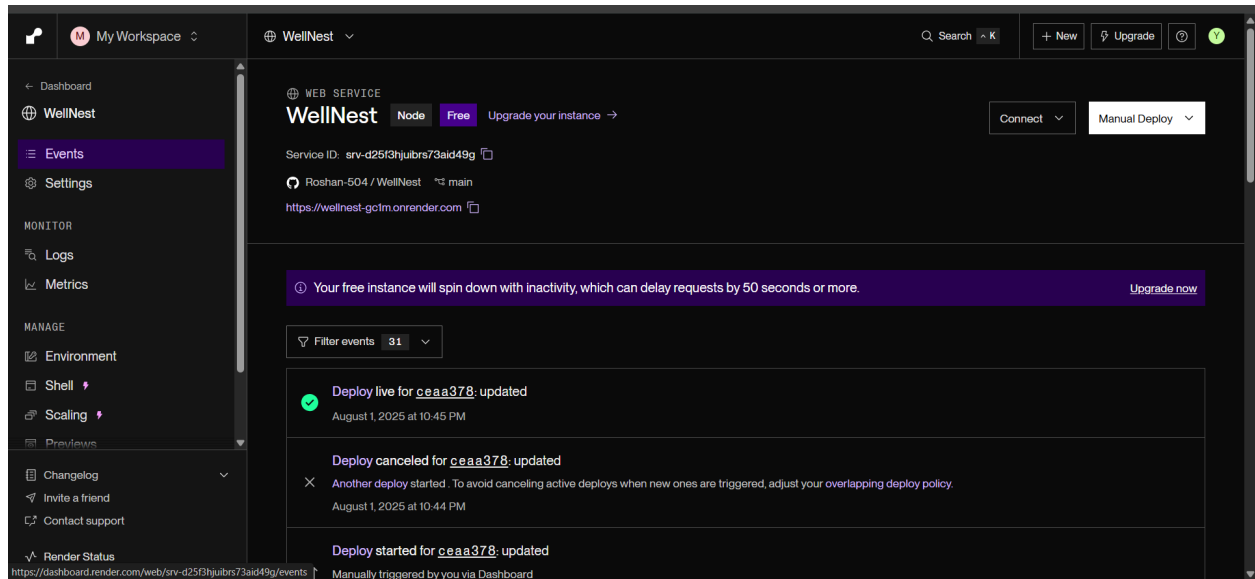 M My Workspace
WellNest
Search ^ K
+ New
Upgrade
Y
← Dashboard
WellNest
Events
Settings
MONITOR
Logs
Metrics
MANAGE
Environment
Shell
Scaling
Previews
Changelog
Invite a friend
Contact support
Render Status
https://dashboard.render.com/web/srv-d25f3hjuibrs73aid49g/events
WEB SERVICE
WellNest Node Free Upgrade your instance →
Connect
Manual Deploy
Service ID: srv-d25f3hjuibrs73aid49g
Roshan-504 / WellNest main
https://wellnest-gc1m.onrender.com
Your free instance will spin down with inactivity, which can delay requests by 50 seconds or more.
Upgrade now
Filter events 31
Deploy live for ceaa378: updated
August 1, 2025 at 10:45 PM
Deploy canceled for ceaa378: updated
Another deploy started . To avoid canceling active deploys when new ones are triggered, adjust your overlapping deploy policy.
August 1, 2025 at 10:44 PM
Deploy started for ceaa378: updated
Manually triggered by you via Dashboard